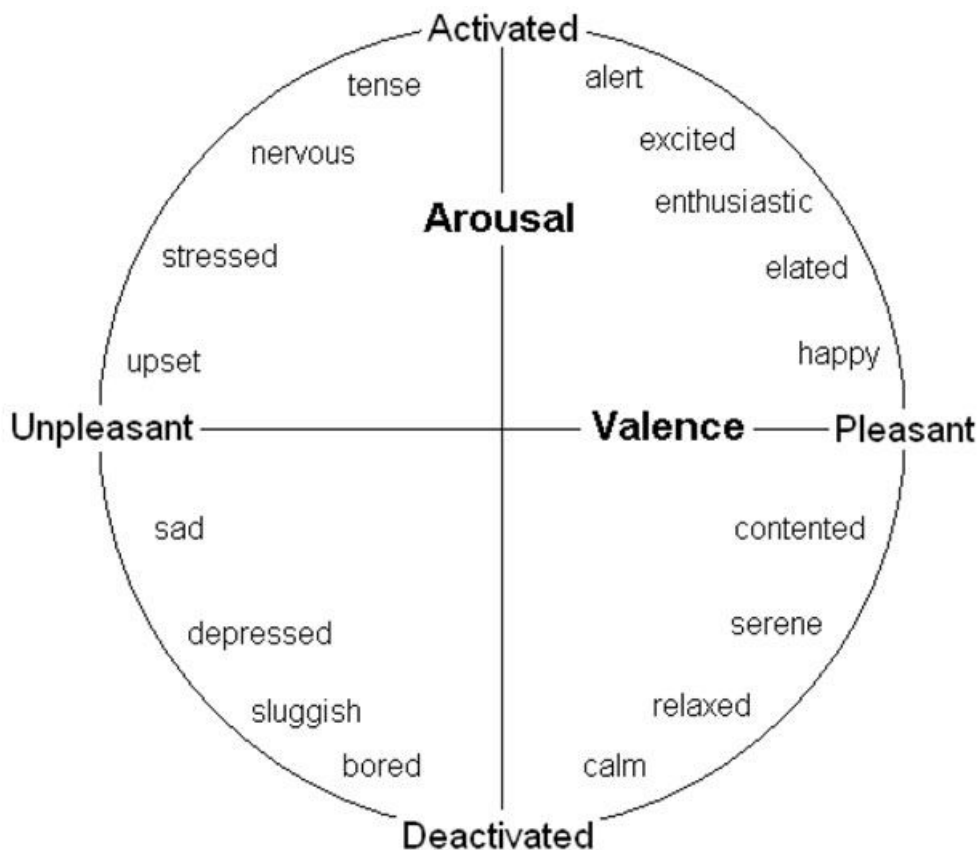 Activated
tense
alert
nervous
excited
enthusiastic
Arousal
stressed
elated
upset
happy
Unpleasant
Valence
Pleasant
sad
contented
depressed
serene
sluggish
relaxed
bored
calm
Deactivated